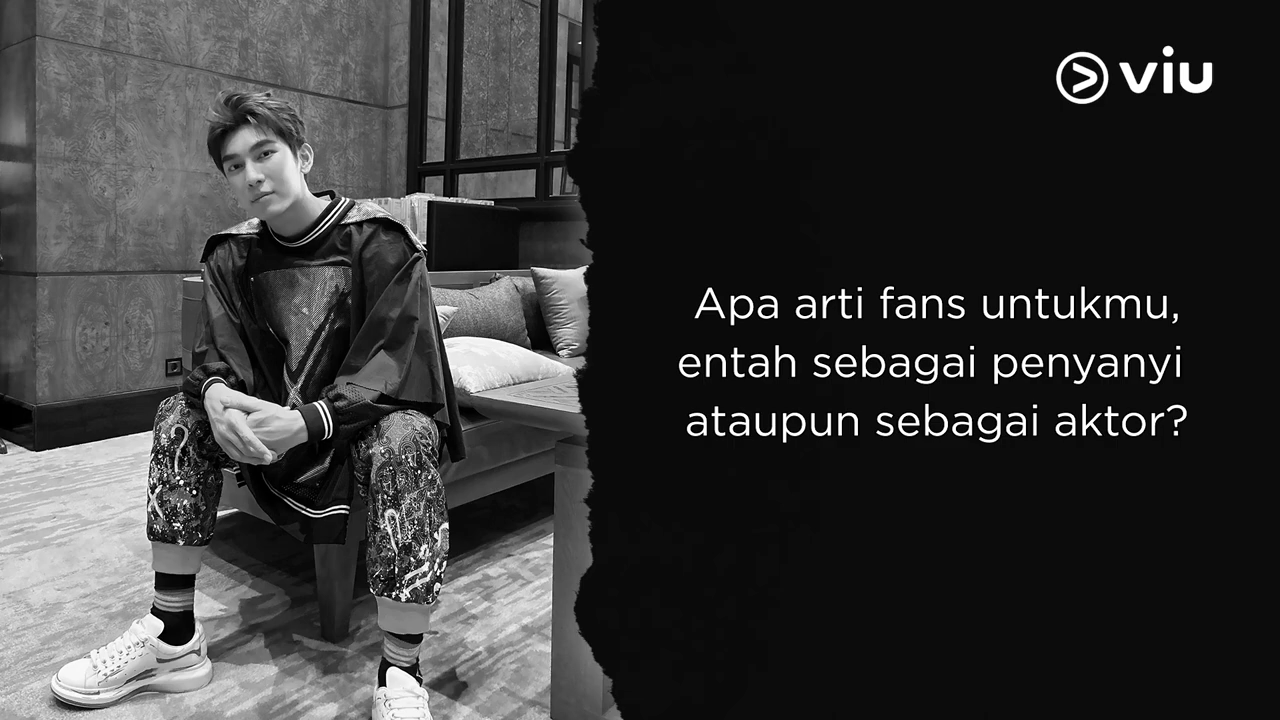 viu
Apa arti fans untukmu,
entah sebagai penyanyi
ataupun sebagai aktor?